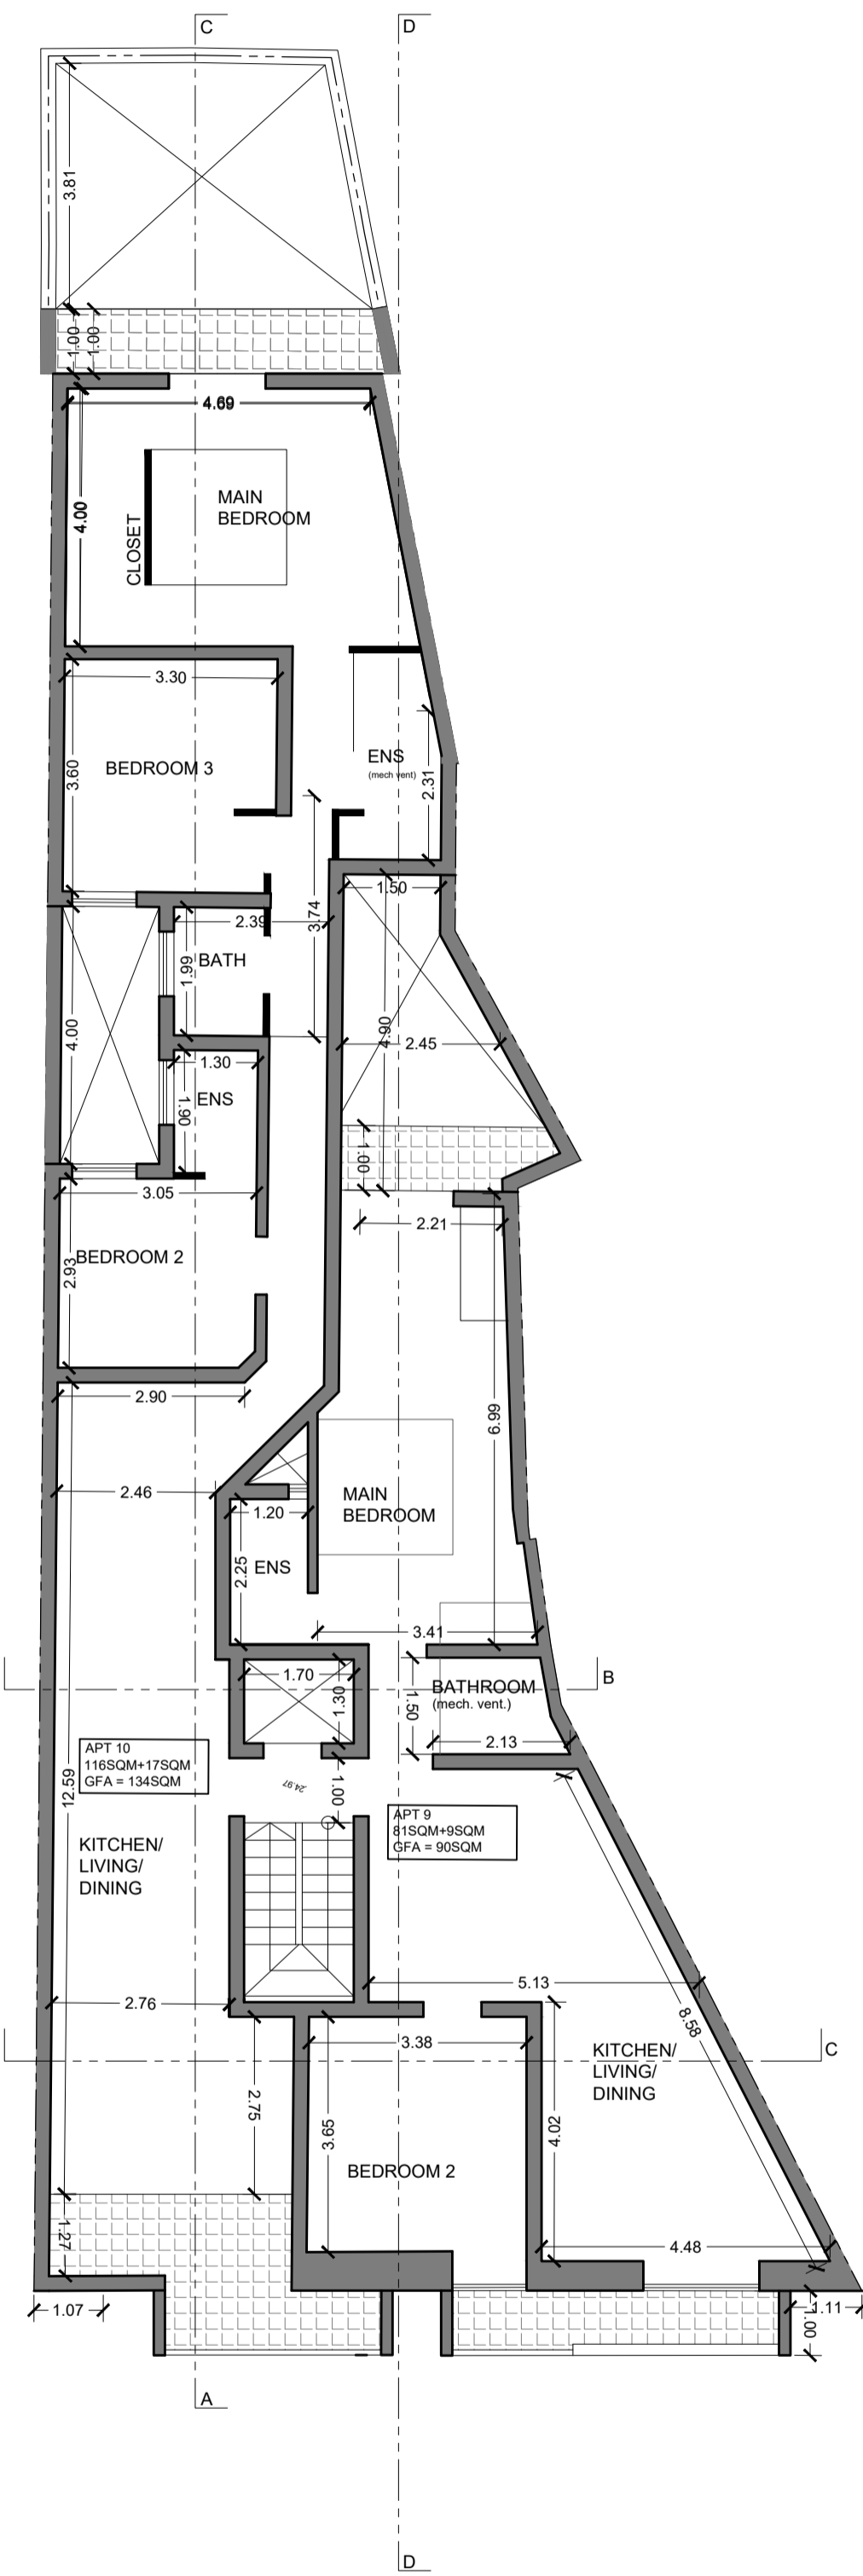 C
D
3.81
1.00
1.00
4.00
CLOSET
MAIN
BEDROOM
3.30
BEDROOM 3
3.60
ENS
(mech vent)
2.31
1.50
3.74
2.39
BATH
1.99
4.00
4.90
2.45
1.30
ENS
1.90
1.00
3.05
2.21
BEDROOM 2
2.93
2.90
6.99
2.46
MAIN
BEDROOM
1.20
ENS
2.25
3.41
B
1.70
1.30
1.50
BATHROOM
(mech. vent.)
2.13
APT 10
116SQM+17SQM
GFA = 134SQM
12.59
24.97
1.00
APT 9
81SQM+9SQM
GFA = 90SQM
KITCHEN/
LIVING/
DINING
5.13
2.76
8.58
3.38
KITCHEN/
LIVING/
DINING
C
2.75
3.65
4.02
BEDROOM 2
1.27
4.48
1.07
1.11
1.00
A
D